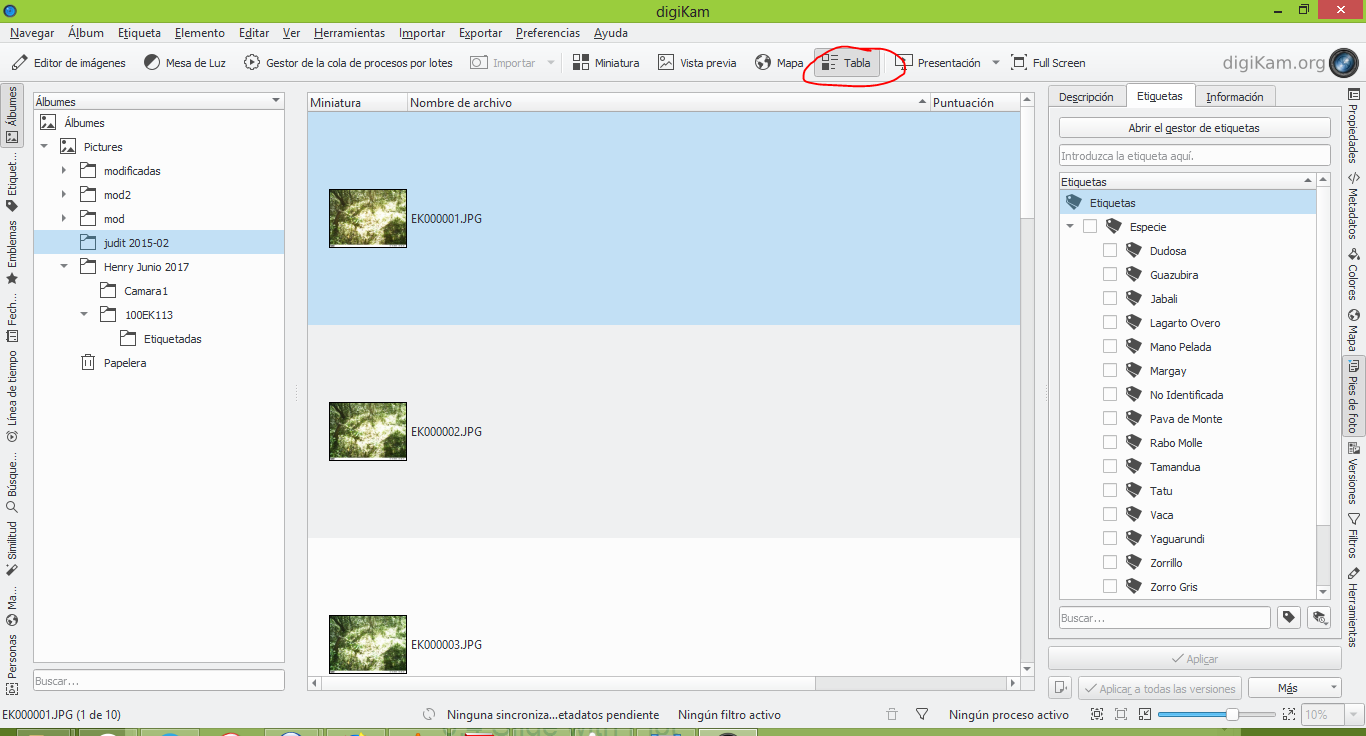 digiKam
Navegar Álbum Etiqueta Elemento Editar Ver Herramientas Importar Exportar Preferencias Ayuda
Editor de imágenes Mesa de Luz Gestor de la cola de procesos por lotes Importar Miniatura Vista previa Mapa Tabla Presentación Full Screen digiKam.org
Álbumes
Etiquet...
Emblemas
Fech...
Línea de tiempo
Búsque...
Similitud
Ma...
Personas
Álbumes
Álbumes
Pictures
modificadas
mod2
mod
judit 2015-02
Henry Junio 2017
Camara1
100EK113
Etiquetadas
Papelera
Buscar...
Miniatura Nombre de archivo Puntuación
EK000001.JPG
EK000002.JPG
EK000003.JPG
Descripción Etiquetas Información
Abrir el gestor de etiquetas
Introduzca la etiqueta aquí.
Etiquetas
Etiquetas
Especie
Dudosa
Guazubira
Jabali
Lagarto Overo
Mano Pelada
Margay
No Identificada
Pava de Monte
Rabo Molle
Tamandua
Tatu
Vaca
Yaguarundi
Zorrillo
Zorro Gris
Buscar...
Aplicar
Aplicar a todas las versiones Más
Propiedades
Metadatos
Colores
Mapa
Pies de foto
Versiones
Filtros
Herramientas
EK000001.JPG (1 de 10) Ninguna sincroniza...etadatos pendiente Ningún filtro activo Ningún proceso activo 10%